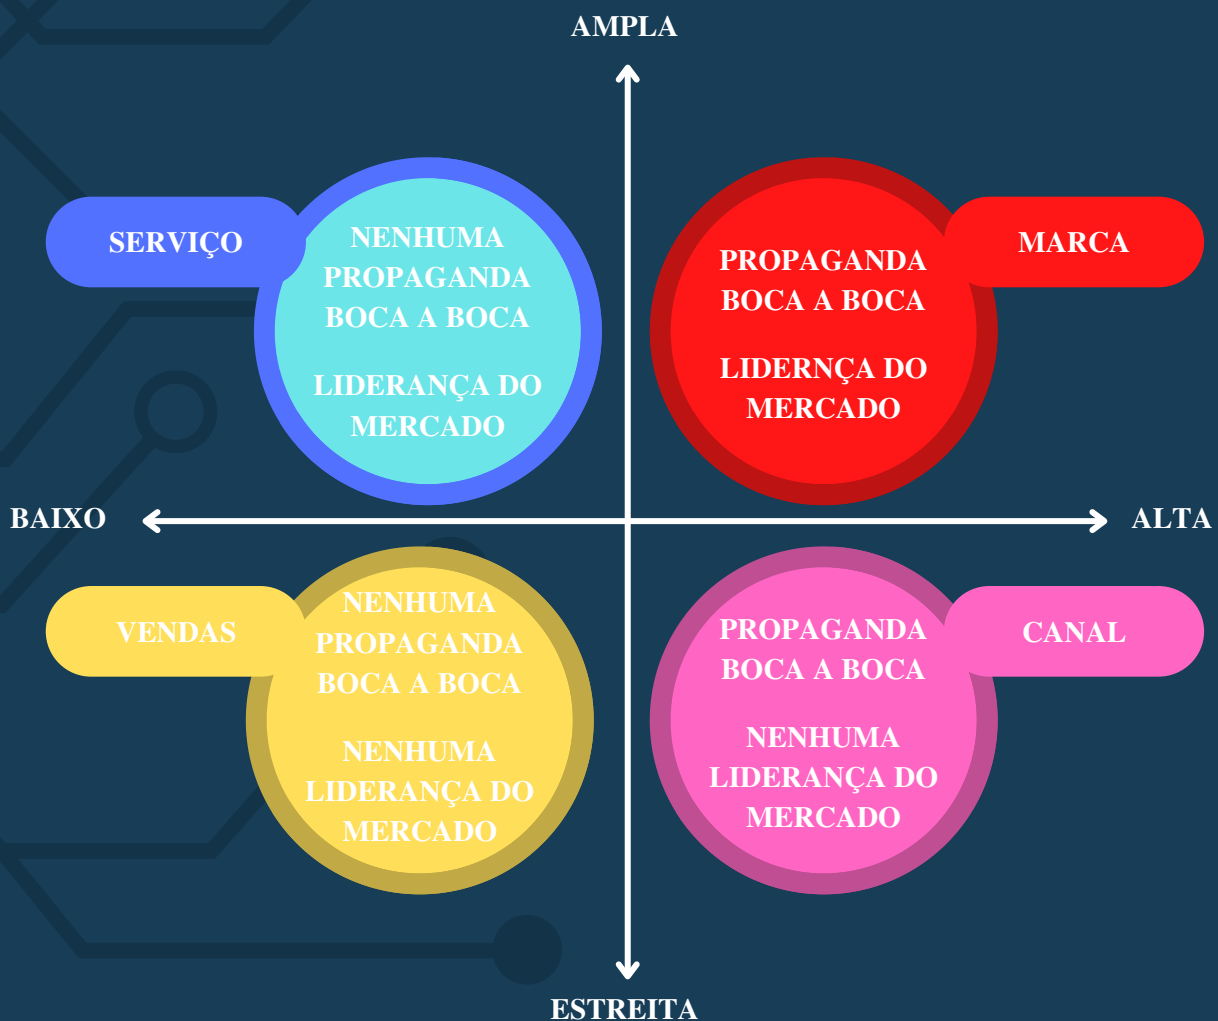 AMPLA
SERVIÇO
NENHUMA
PROPAGANDA
BOCA A BOCA
LIDERANÇA DO
MERCADO
PROPAGANDA
BOCA A BOCA
LIDERNÇA DO
MERCADO
MARCA
BAIXO
ALTA
VENDAS
NENHUMA
PROPAGANDA
BOCA A BOCA
NENHUMA
LIDERANÇA DO
MERCADO
PROPAGANDA
BOCA A BOCA
NENHUMA
LIDERANÇA DO
MERCADO
CANAL
ESTREITA